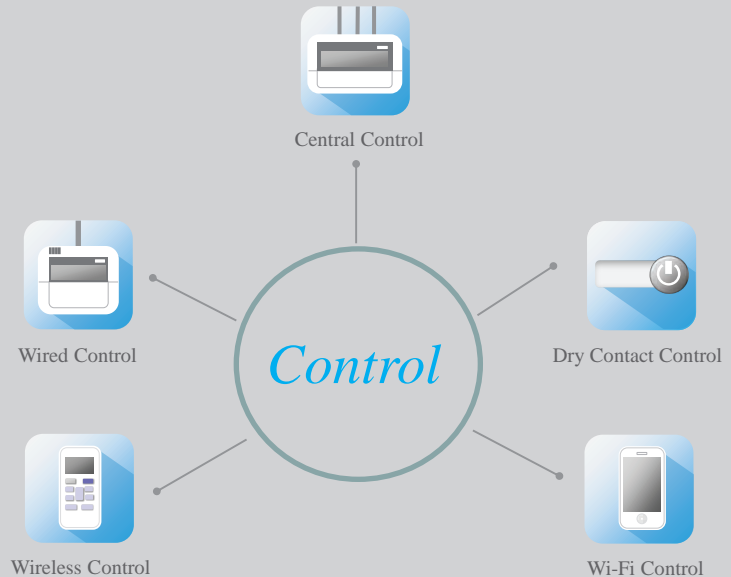 Central Control
Wired Control
Control
Dry Contact Control
Wireless Control
Wi-Fi Control